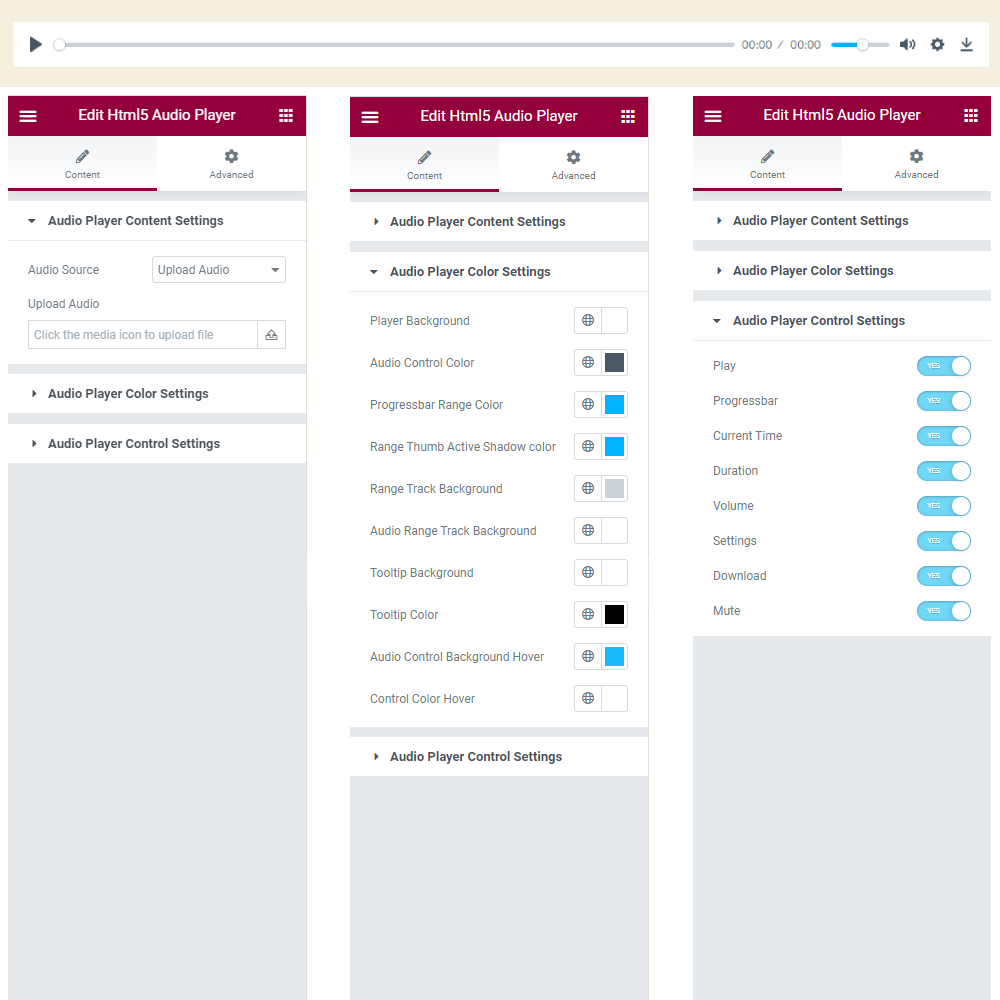 00:00 / 00:00
Edit Html5 Audio Player
Content
Advanced
Audio Player Content Settings
Audio Source
Upload Audio
Upload Audio
Click the media icon to upload file
Audio Player Color Settings
Audio Player Control Settings
Edit Html5 Audio Player
Content
Advanced
Audio Player Content Settings
Audio Player Color Settings
Player Background
Audio Control Color
Progressbar Range Color
Range Thumb Active Shadow color
Range Track Background
Audio Range Track Background
Tooltip Background
Tooltip Color
Audio Control Background Hover
Control Color Hover
Audio Player Control Settings
Edit Html5 Audio Player
Content
Advanced
Audio Player Content Settings
Audio Player Color Settings
Audio Player Control Settings
Play YES
Progressbar YES
Current Time YES
Duration YES
Volume YES
Settings YES
Download YES
Mute YES